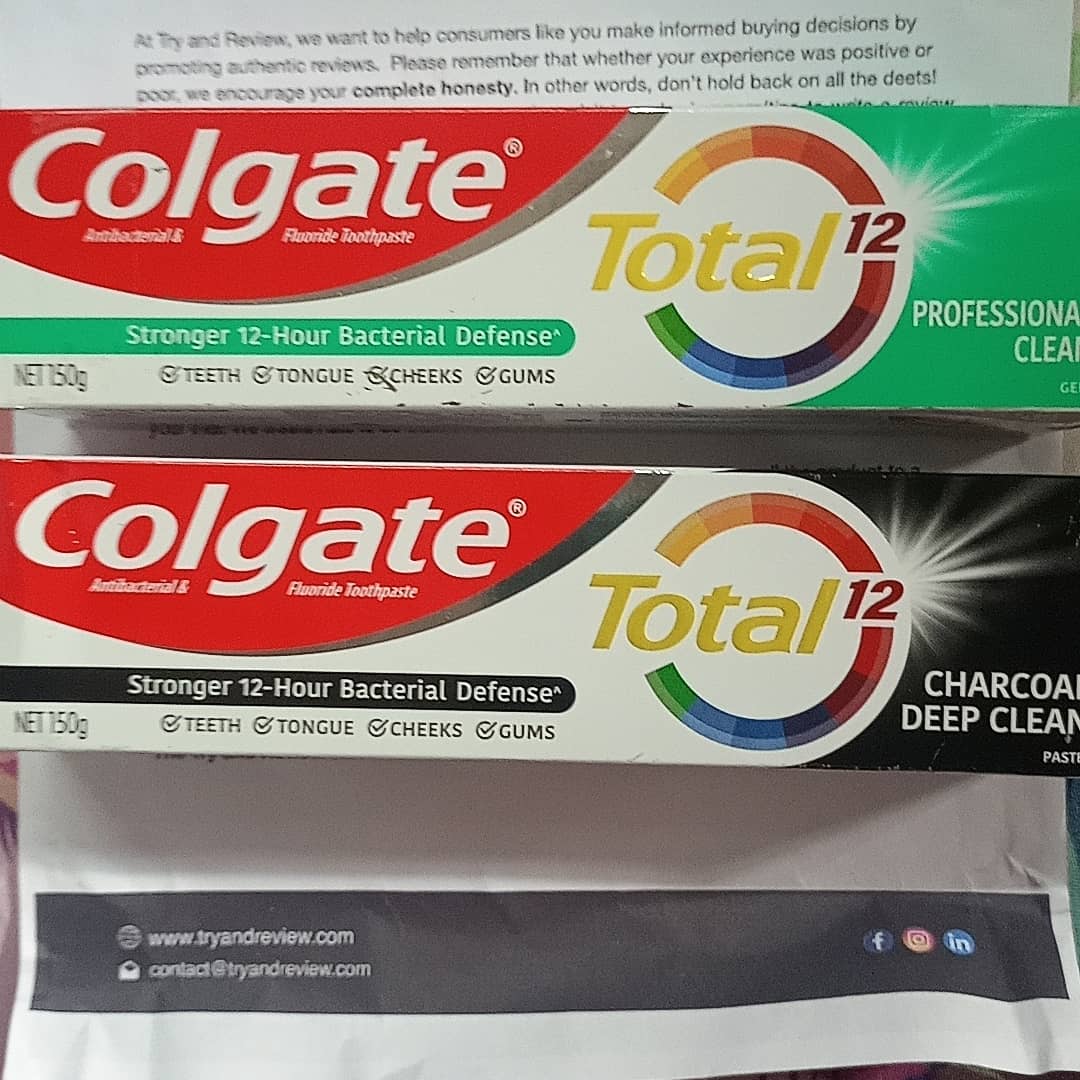 At Try and Review, we want to help consumers like you make informed buying decisions by
promoting authentic reviews. Please remember that whether your experience was positive or
poor, we encourage your complete honesty. In other words, don't hold back on all the deets!
Colgate®
Antibacterial & Fluoride Toothpaste
Total 12
PROFESSIONA
CLEA
GE
Stronger 12-Hour Bacterial Defense^
NET 150g
TEETH TONGUE CHEEKS GUMS
Colgate®
Antibacterial & Fluoride Toothpaste
Total 12
CHARCOA
DEEP CLEAN
PASTE
Stronger 12-Hour Bacterial Defense^
NET 150g
TEETH TONGUE CHEEKS GUMS
www.tryandreview.com
contact@tryandreview.com
f in